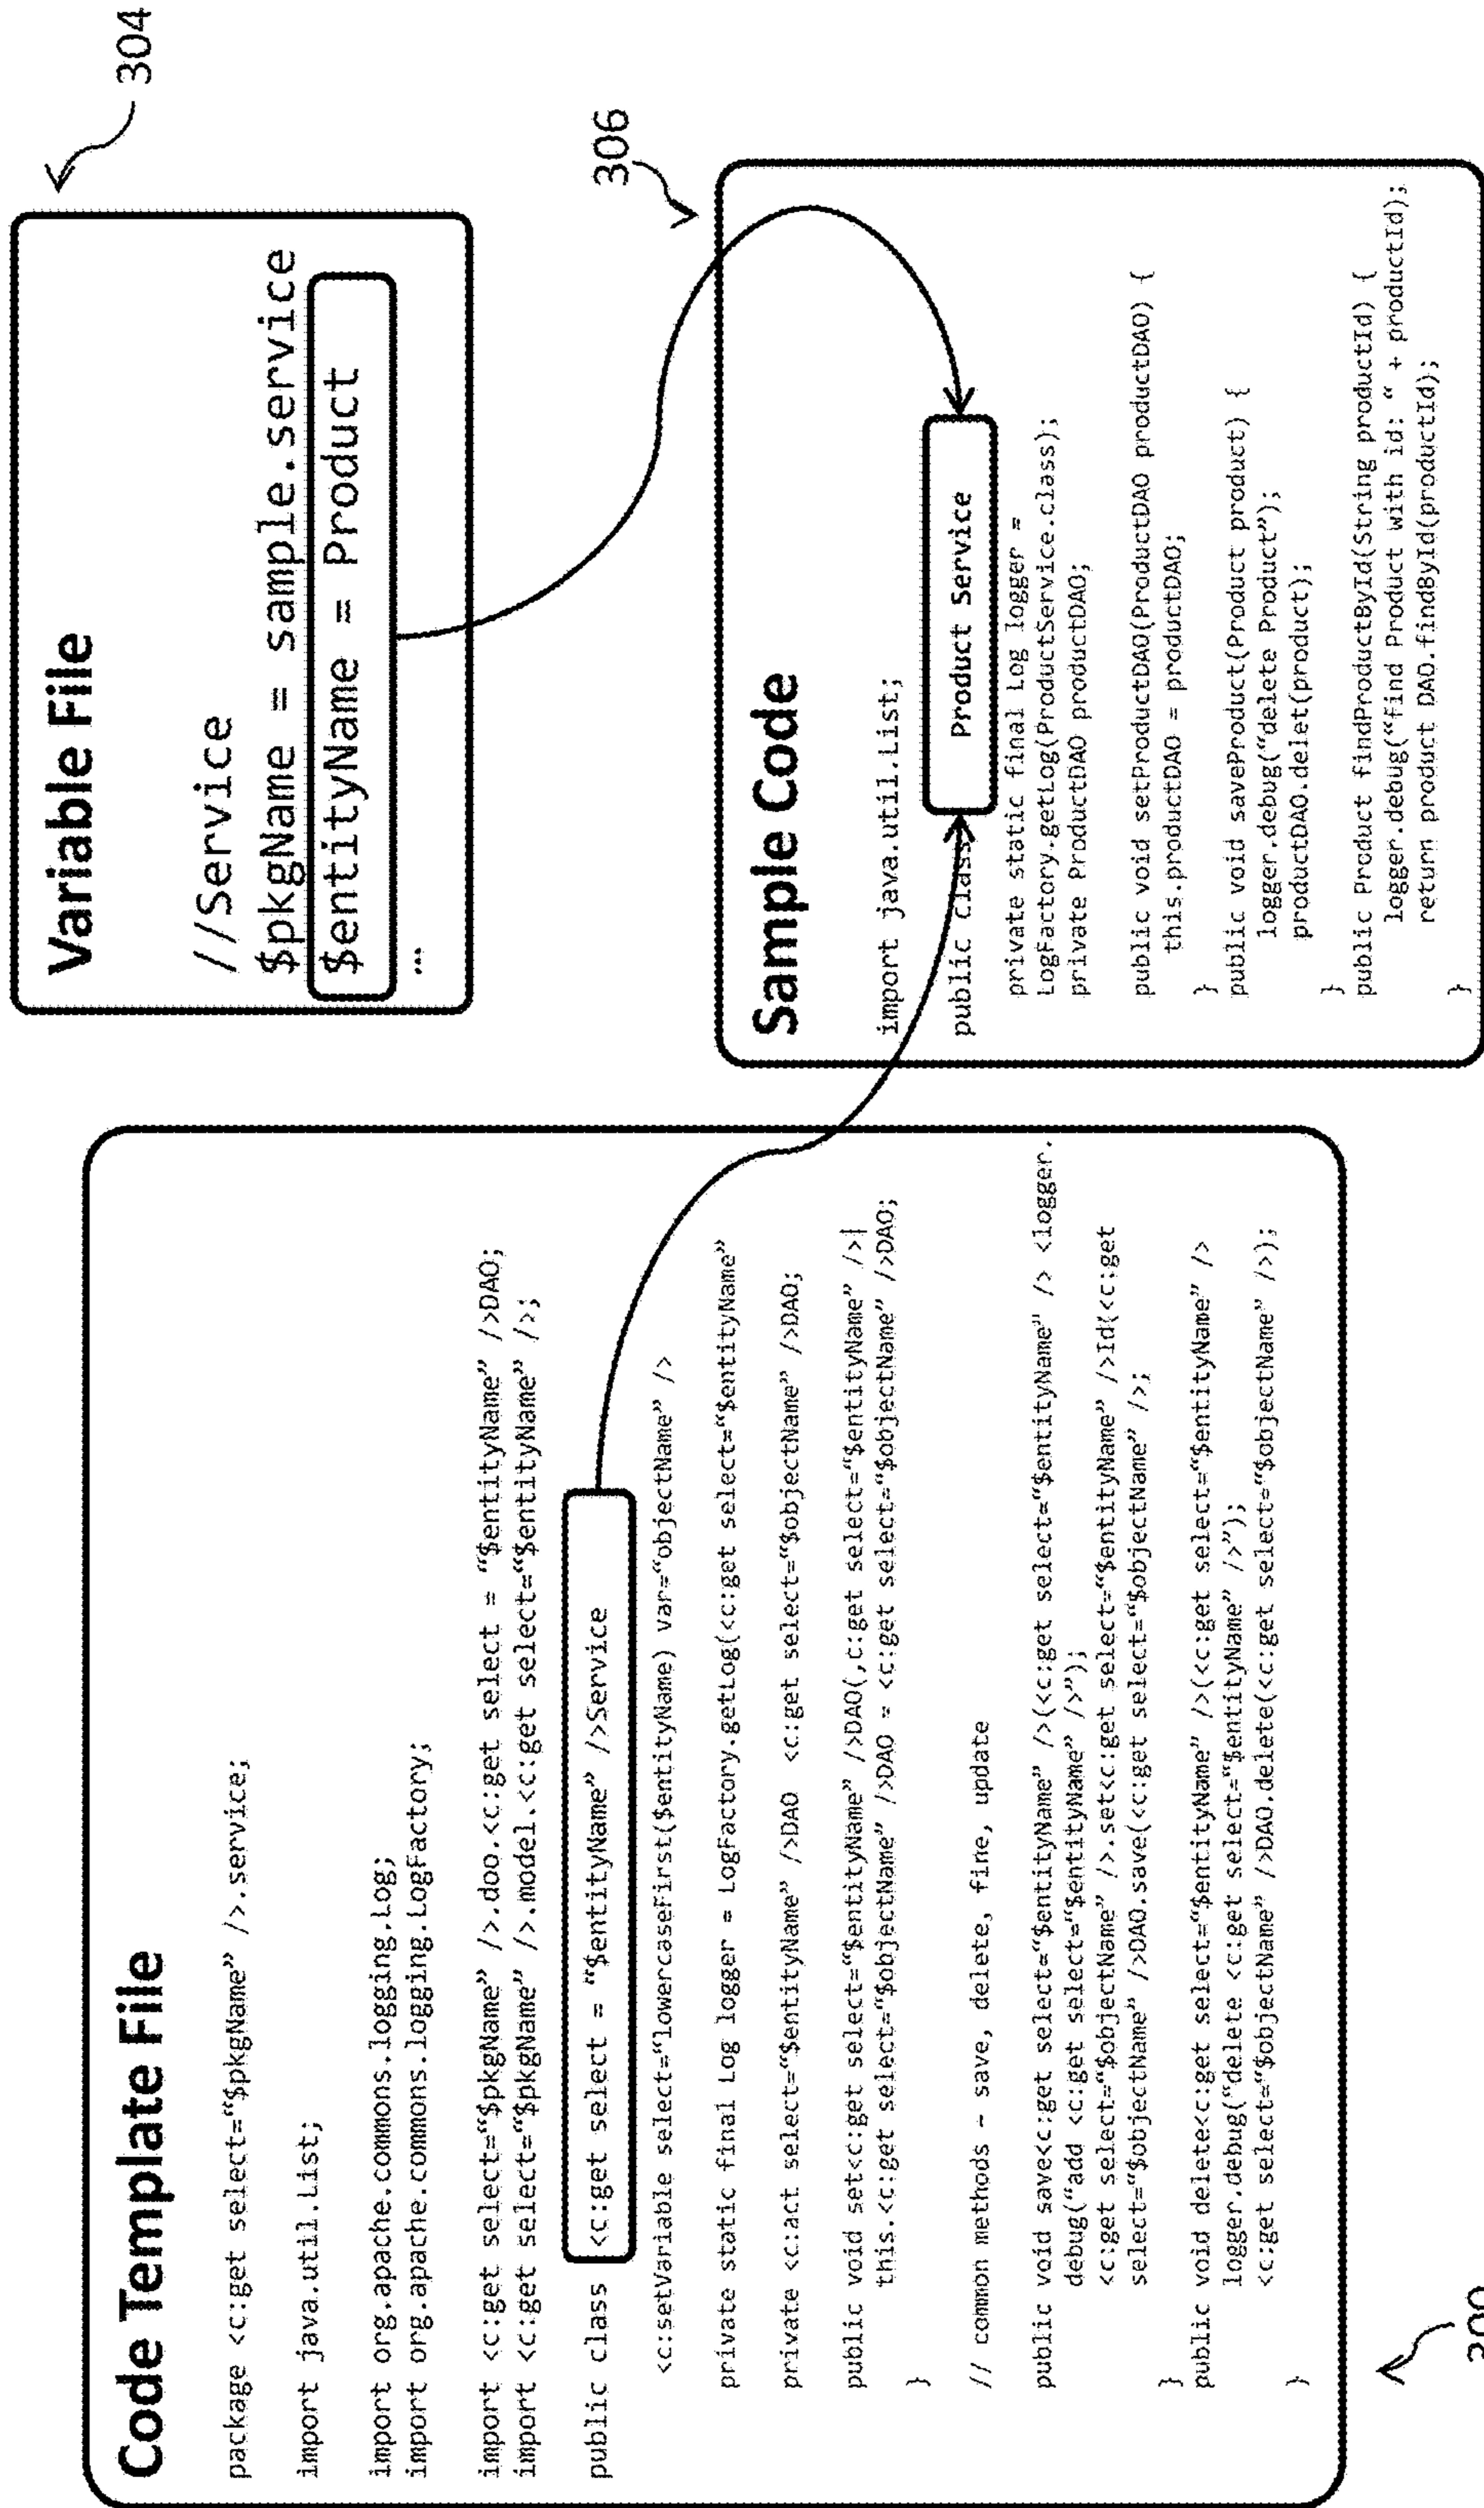 Code Template File
package <c:get select=“$pkgName” />.service;
import java.util.List;
import org.apache.commons.logging.Log;
import org.apache.commons.logging.LogFactory;
import <c:get select=“$pkgName” />.doo.<c:get select = “$entityName” />DAO;
import <c:get select=“$pkgName” />.model.<c:get select=“$entityName” />;
public class <c:get select = “$entityName” />Service
<c:setVariable select=“lowercaseFirst($entityName) var=“objectName” />
private static final Log logger = LogFactory.getLog(<c:get select=“$entityName”
private <c:act select=“$entityName” />DAO <c:get select=“$objectName” />DAO;
public void set<c:get select=“$entityName” />DAO(,c:get select=“$entityName” />|
this.<c:get select=“$objectName” />DAO = <c:get select=“$objectName” />DAO;
}
// common methods – save, delete, fine, update
public void save<c:get select=“$entityName” />(<c:get select=“$entityName” /> <logger.
debug(“add <c:get select=“$entityName” />”);
<c:get select=“$objectName” />.set<c:get select=“$entityName” />Id(<c:get
select=“$objectName” />DAO.save(<c:get select=“$objectName” />;
}
public void delete<c:get select=“$entityName” />(<c:get select=“$entityName” />
logger.debug(“delete <c:get select=“$entityName” />”);
<c:get select=“$objectName” />DAO.delete(<c:get select=“$objectName” />);
}
300
Variable File
304
//Service
$pkgName = sample.service
$entityName = Product
...
Sample Code
306
import java.util.List;
public class Product Service
private static final Log logger =
LogFactory.getLog(ProductService.class);
private ProductDAO productDAO;
public void setProductDAO(ProductDAO productDAO) {
this.productDAO = productDAO;
}
public void saveProduct(Product product) {
logger.debug(“delete Product”);
productDAO.delet(product);
}
public Product findProductById(String productId) {
logger.debug(“find Product with id: “ + productId);
return product DAO.findById(productId);
}